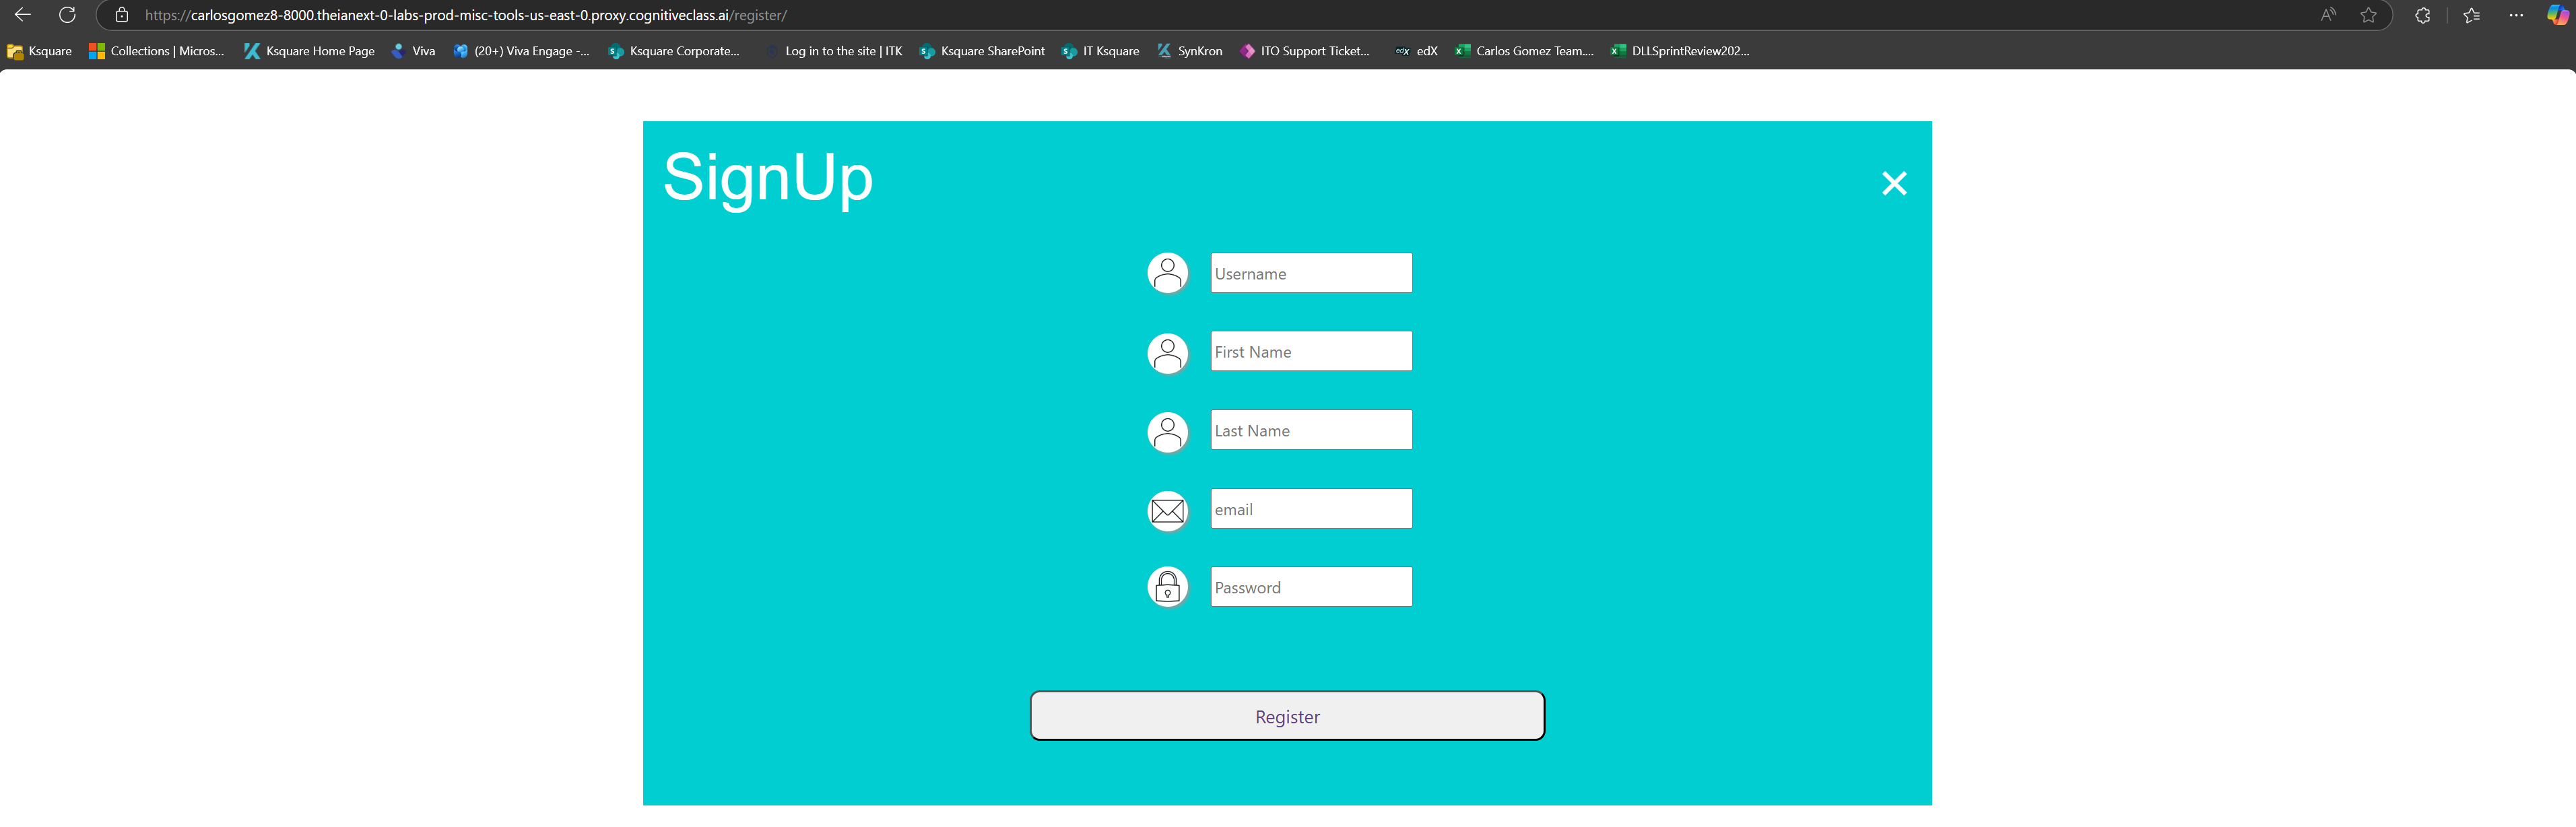 https://carlosgomez8-8000.theianext-0-labs-prod-misc-tools-us-east-0.proxy.cognitiveclass.ai/register/
Ksquare Collections | Micros... Ksquare Home Page Viva (20+) Viva Engage -... Ksquare Corporate... Log in to the site | ITK Ksquare SharePoint IT Ksquare SynKron ITO Support Ticket... edX edX Carlos Gomez Team.... DLLSprintReview202...
SignUp
Username
First Name
Last Name
email
Password
Register